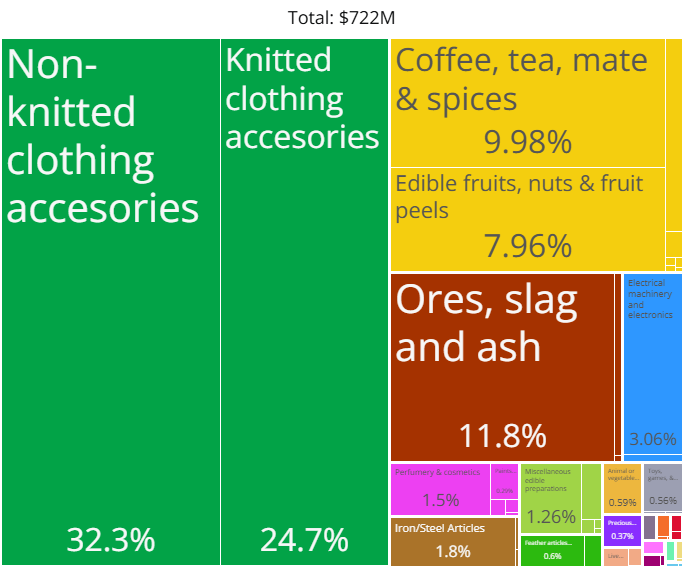 Total: $722M
Non-
knitted
clothing
accesories
32.3%
Knitted
clothing
accesories
24.7%
Coffee, tea, mate
& spices
9.98%
Edible fruits, nuts & fruit
peels
7.96%
Ores, slag
and ash
11.8%
Electrical
machinery
and
electronics
3.06%
Perfumery & cosmetics
1.5%
Iron/Steel Articles
1.8%
Miscellaneous
edible
preparations
1.26%
Feather articles...
0.6%
Animal or
vegetable...
0.59%
Toys,
games, &...
0.56%
Precious...
0.37%
Live...